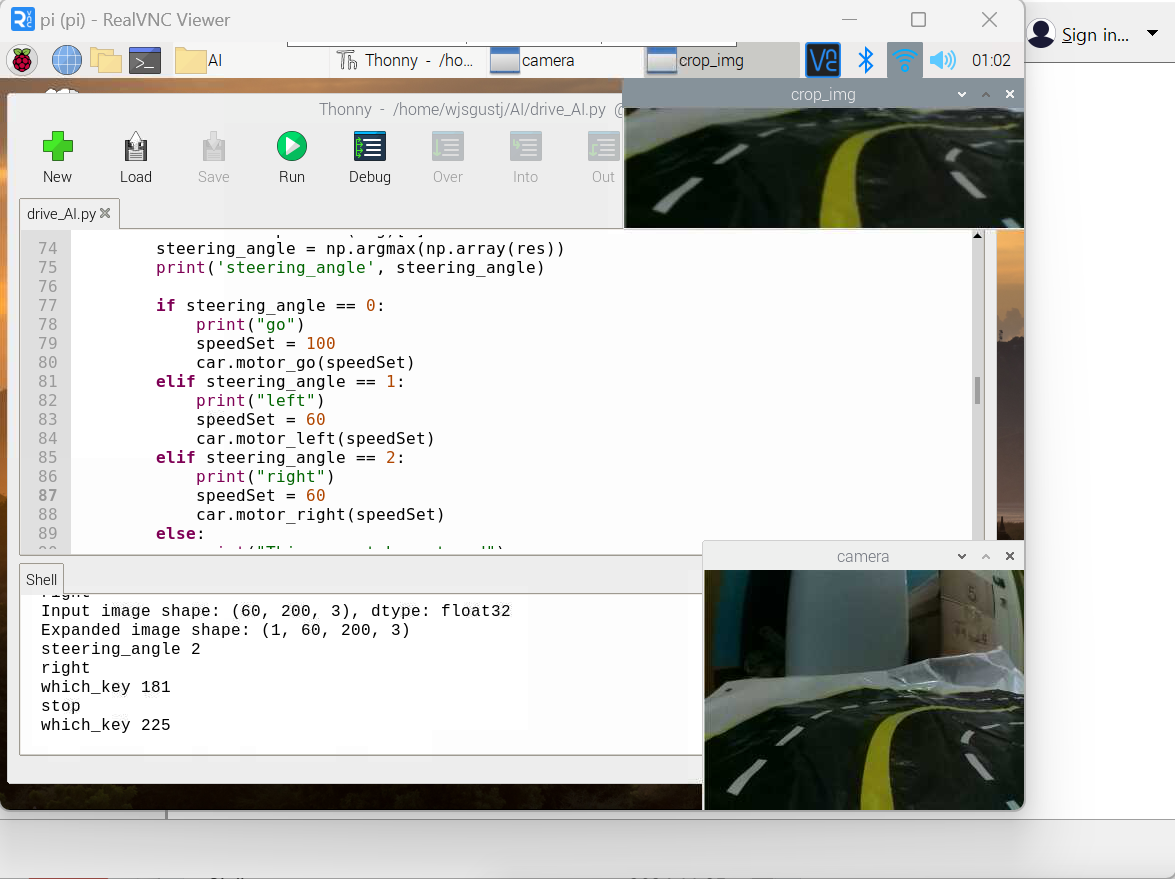 pi (pi) - RealVNC Viewer
Sign in...
AI
Thonny - /ho...
camera
crop_img
01:02
crop_img
Thonny - /home/wjsgustj/AI/drive_AI.py @
New
Load
Save
Run
Debug
Over
Into
Out
drive_AI.py
74 steering_angle = np.argmax(np.array(res))
75 print('steering_angle', steering_angle)
76
77 if steering_angle == 0:
78 print("go")
79 speedSet = 100
80 car.motor_go(speedSet)
81 elif steering_angle == 1:
82 print("left")
83 speedSet = 60
84 car.motor_left(speedSet)
85 elif steering_angle == 2:
86 print("right")
87 speedSet = 60
88 car.motor_right(speedSet)
89 else:
camera
Shell
right
Input image shape: (60, 200, 3), dtype: float32
Expanded image shape: (1, 60, 200, 3)
steering_angle 2
right
which_key 181
stop
which_key 225